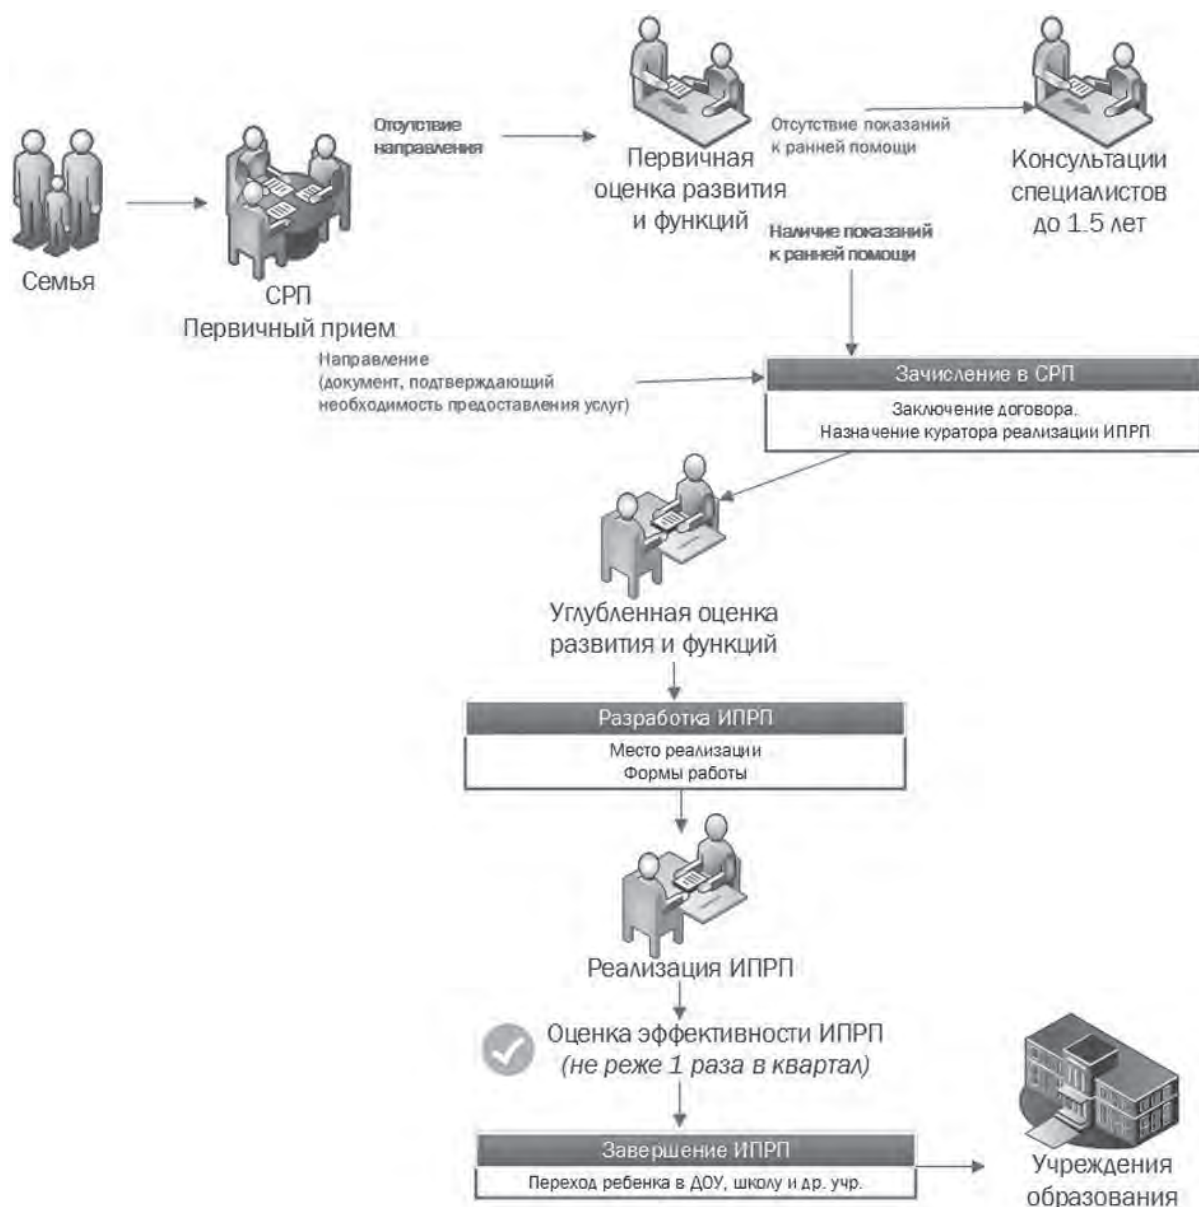 Семья
СРП
Первичный прием
Отсутствие
направления
Первичная
оценка развития
и функций
Отсутствие показаний
к ранней помощи
Консультации
специалистов
до 1.5 лет
Наличие показаний
к ранней помощи
Направление
(документ, подтверждающий
необходимость предоставления услуг)
Зачисление в СРП
Заключение договора.
Назначение куратора реализации ИПРП
Углубленная оценка
развития и функций
Разработка ИПРП
Место реализации
Формы работы
Реализация ИПРП
Оценка эффективности ИПРП
(не реже 1 раза в квартал)
Завершение ИПРП
Переход ребенка в ДОУ, школу и др. учр.
Учреждения
образования